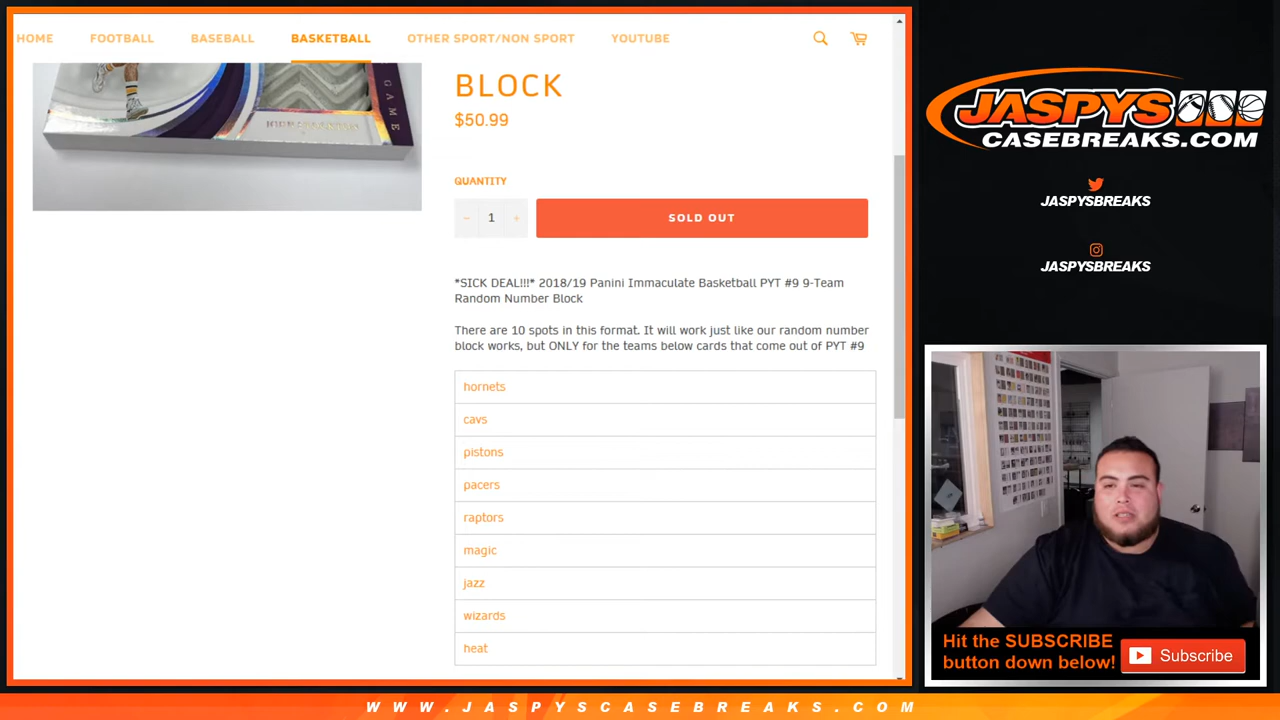 HOME FOOTBALL BASEBALL BASKETBALL OTHER SPORT/NON SPORT YOUTUBE
GAME
BLOCK
$50.99
QUANTITY
- 1 +
SOLD OUT
*SICK DEAL!!!* 2018/19 Panini Immaculate Basketball PYT #9 9-Team
Random Number Block
There are 10 spots in this format. It will work just like our random number
block works, but ONLY for the teams below cards that come out of PYT #9
hornets
cavs
pistons
pacers
raptors
magic
jazz
wizards
heat
JASPYS
CASEBREAKS.COM
JASPYSBREAKS
JASPYSBREAKS
Hit the SUBSCRIBE
button down below!
Subscribe
WWW.JASPYSCASEBREAKS.COM